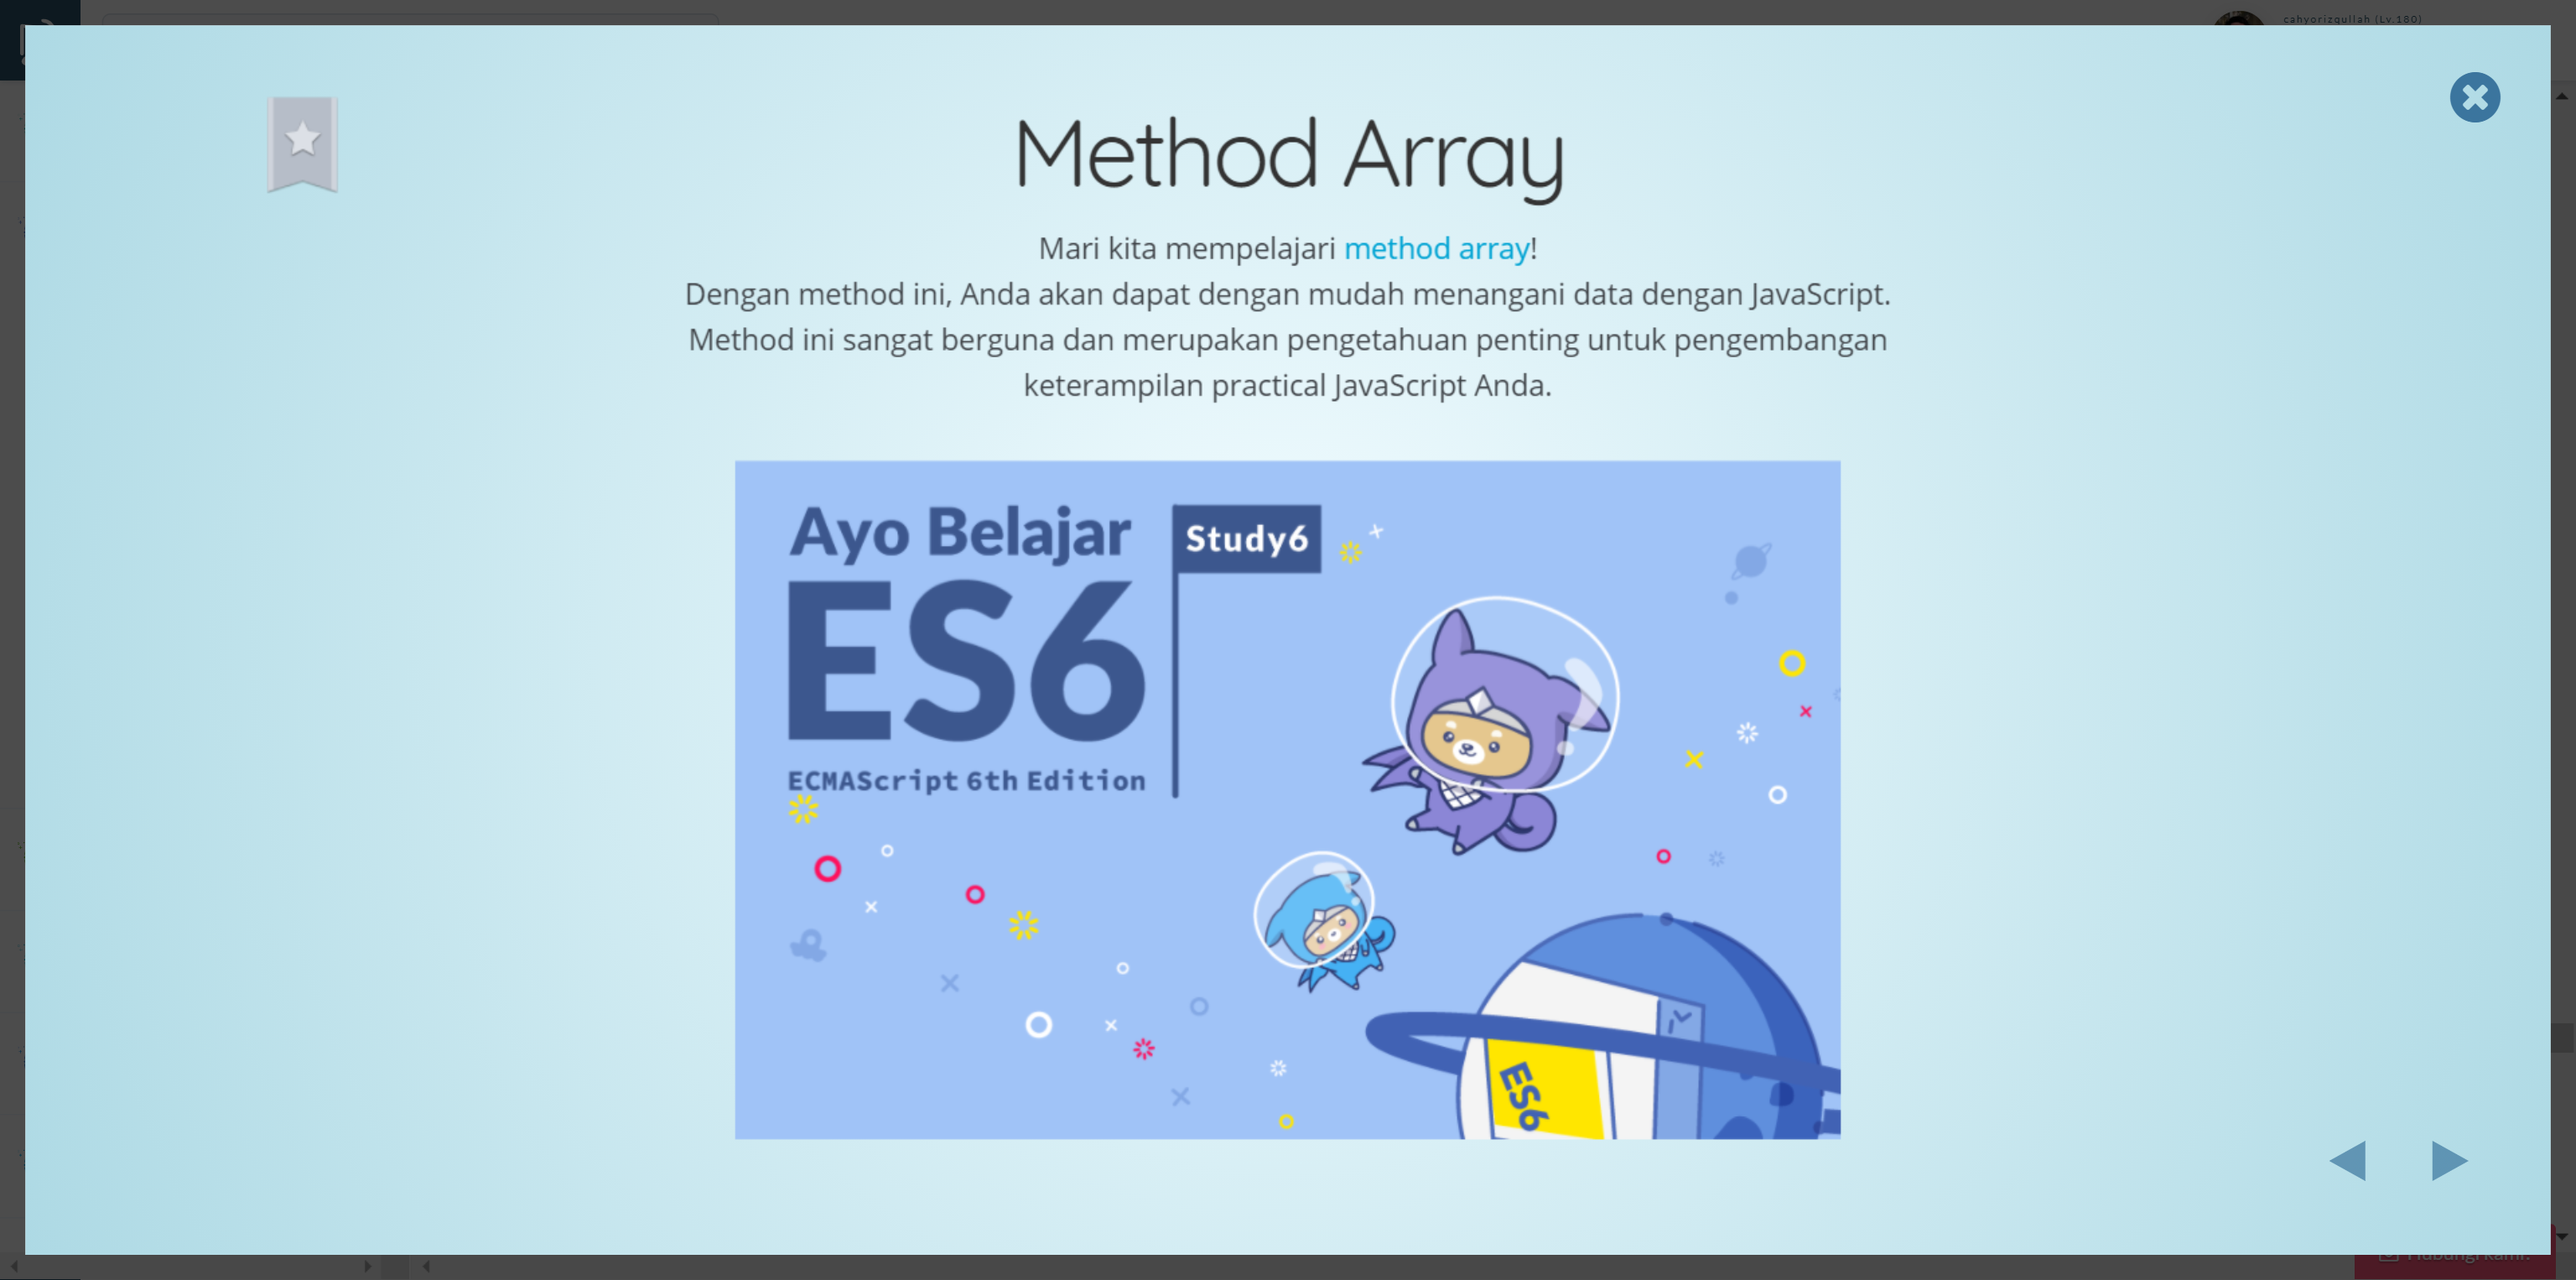 cahyorizqullah (Lv.180)
Method Array
Mari kita mempelajari method array!
Dengan method ini, Anda akan dapat dengan mudah menangani data dengan JavaScript.
Method ini sangat berguna dan merupakan pengetahuan penting untuk pengembangan
keterampilan practical JavaScript Anda.
Ayo Belajar
ES6
ECMAScript 6th Edition
Study6
ES6
Hubungi kami!